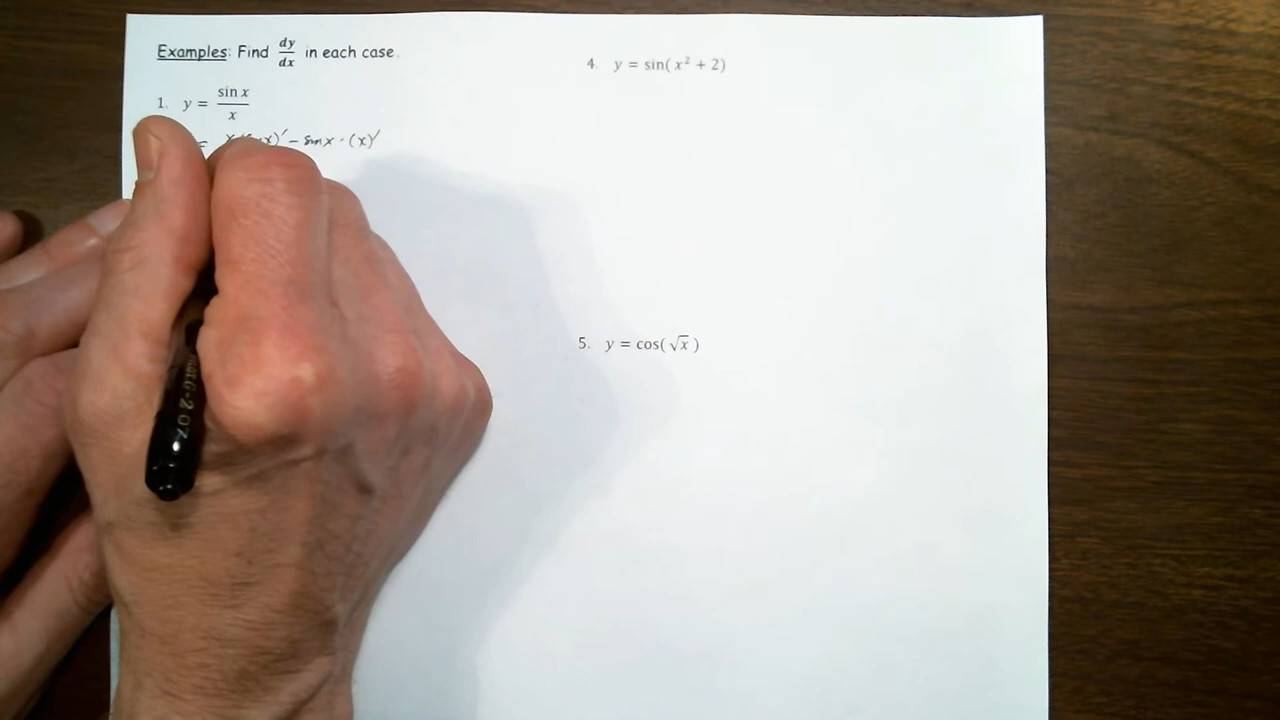 Examples: Find dy/dx in each case.
1. y = sin x / x
= x)′ − sin x · (x)′
4. y = sin( x² + 2)
5. y = cos( √x )